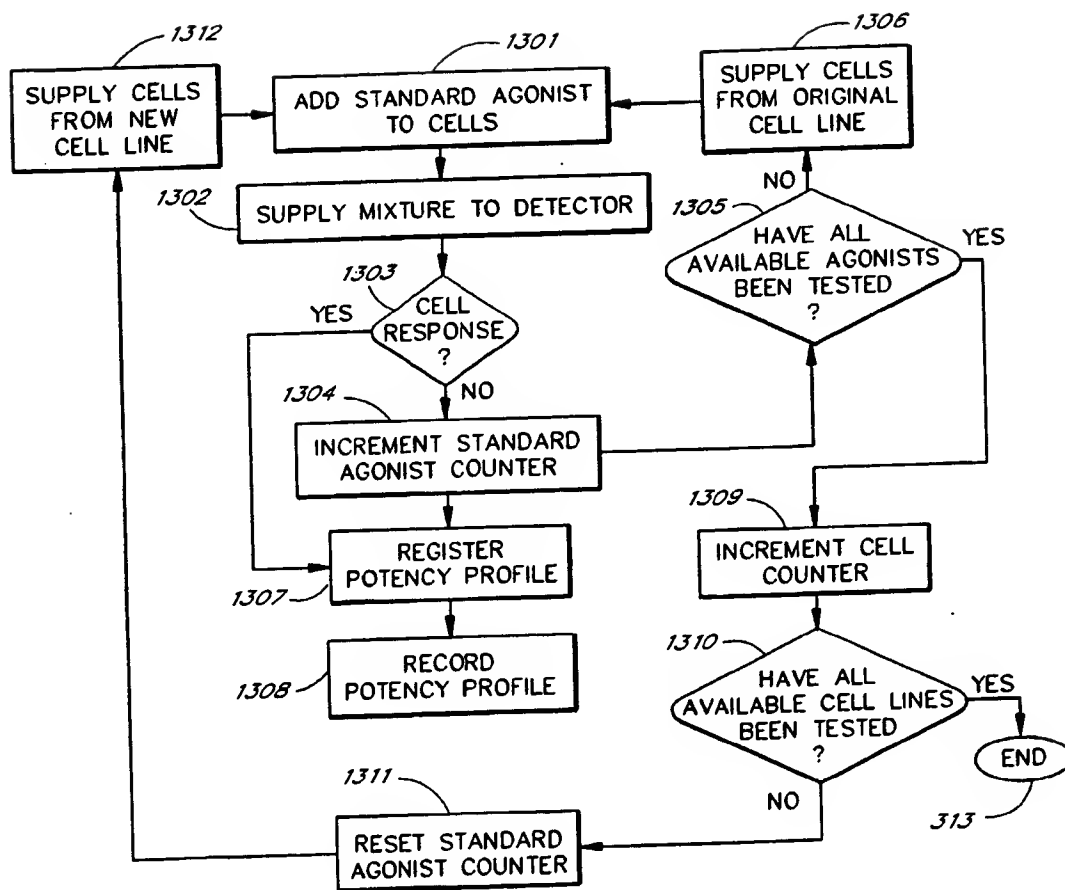 1312
SUPPLY CELLS
FROM NEW
CELL LINE
1301
ADD STANDARD AGONIST
TO CELLS
1306
SUPPLY CELLS
FROM ORIGINAL
CELL LINE
1302
SUPPLY MIXTURE TO DETECTOR
NO
1305
HAVE ALL
AVAILABLE AGONISTS
BEEN TESTED
?
YES
1303
YES
CELL
RESPONSE
?
NO
1304
INCREMENT STANDARD
AGONIST COUNTER
1309
INCREMENT CELL
COUNTER
REGISTER
POTENCY PROFILE
1307
RECORD
POTENCY PROFILE
1308
1310
HAVE ALL
AVAILABLE CELL LINES
BEEN TESTED
?
YES
END
313
NO
1311
RESET STANDARD
AGONIST COUNTER